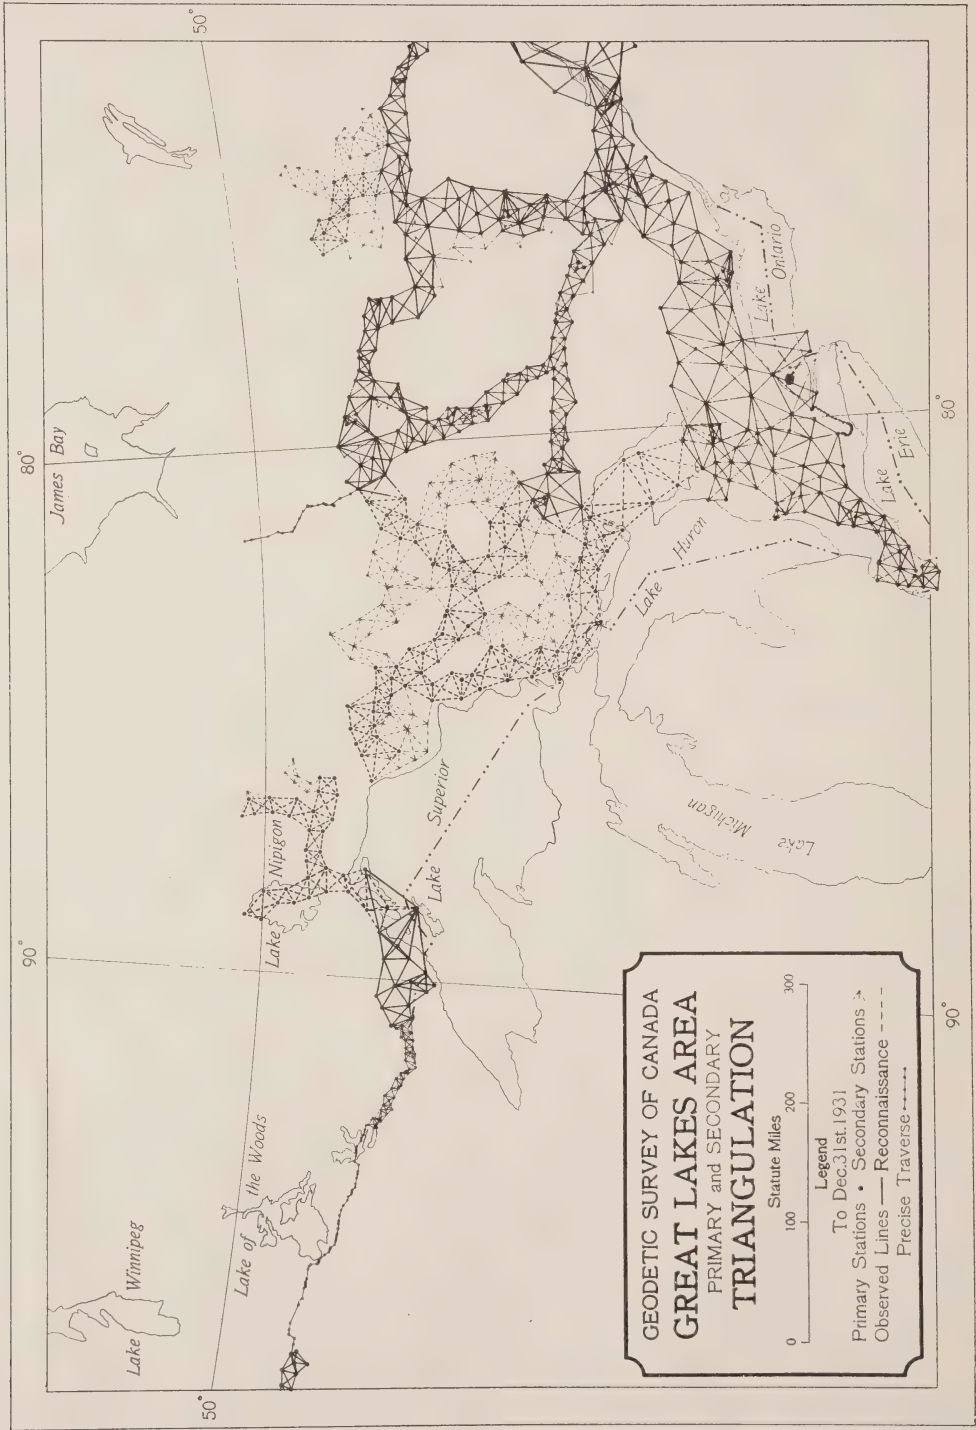 50°
80°
James Bay
90°
Lake Winnipeg
50°
Lake of the Woods
Lake Nipigon
Lake Superior
Lake Michigan
Lake Huron
Lake Erie
Lake Ontario
80°
90°
GEODETIC SURVEY OF CANADA
GREAT LAKES AREA
PRIMARY and SECONDARY
TRIANGULATION
Statute Miles
0 100 200 300
Legend
To Dec.31st.1931
Primary Stations • Secondary Stations
Observed Lines — Reconnaissance ----
Precise Traverse